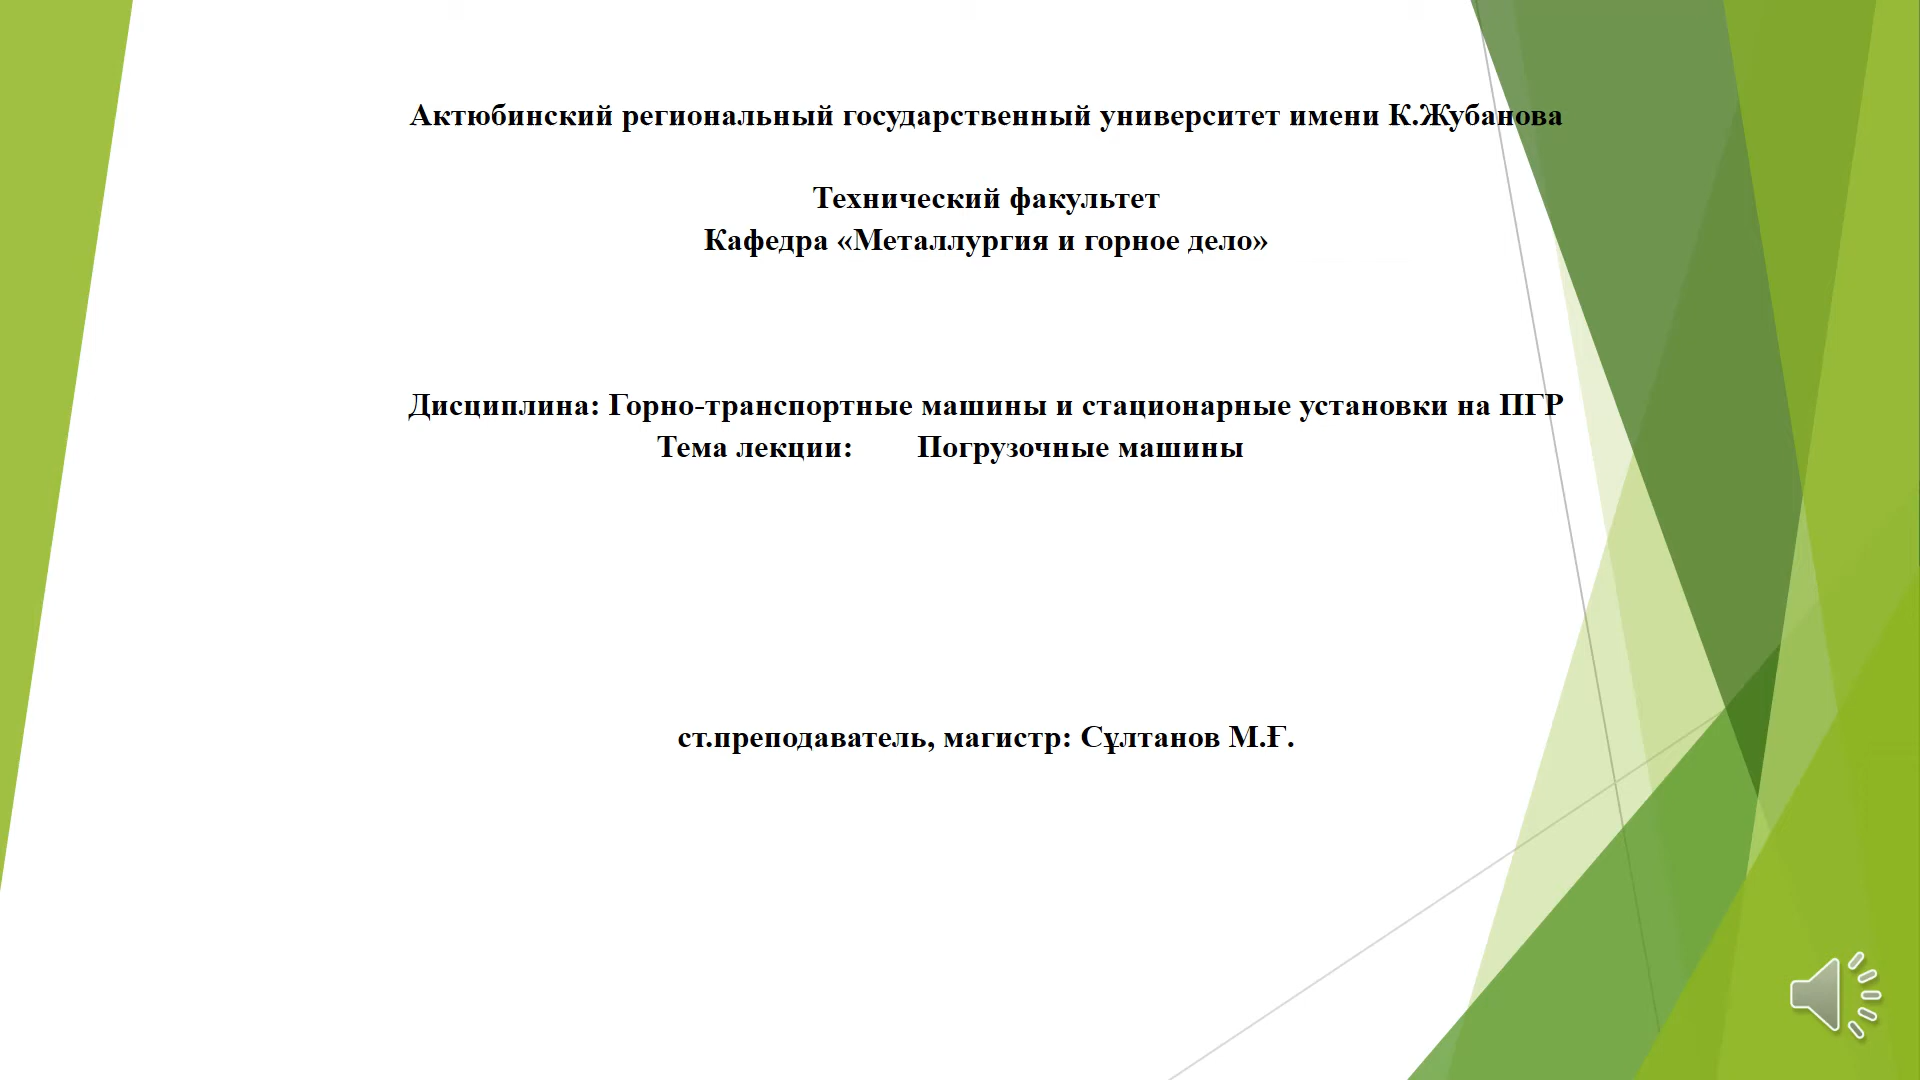 Актюбинский региональный государственный университет имени К.Жубанова
Технический факультет
Кафедра «Металлургия и горное дело»
Дисциплина: Горно-транспортные машины и стационарные установки на ПГР
Тема лекции: Погрузочные машины
ст.преподаватель, магистр: Сұлтанов М.Ғ.